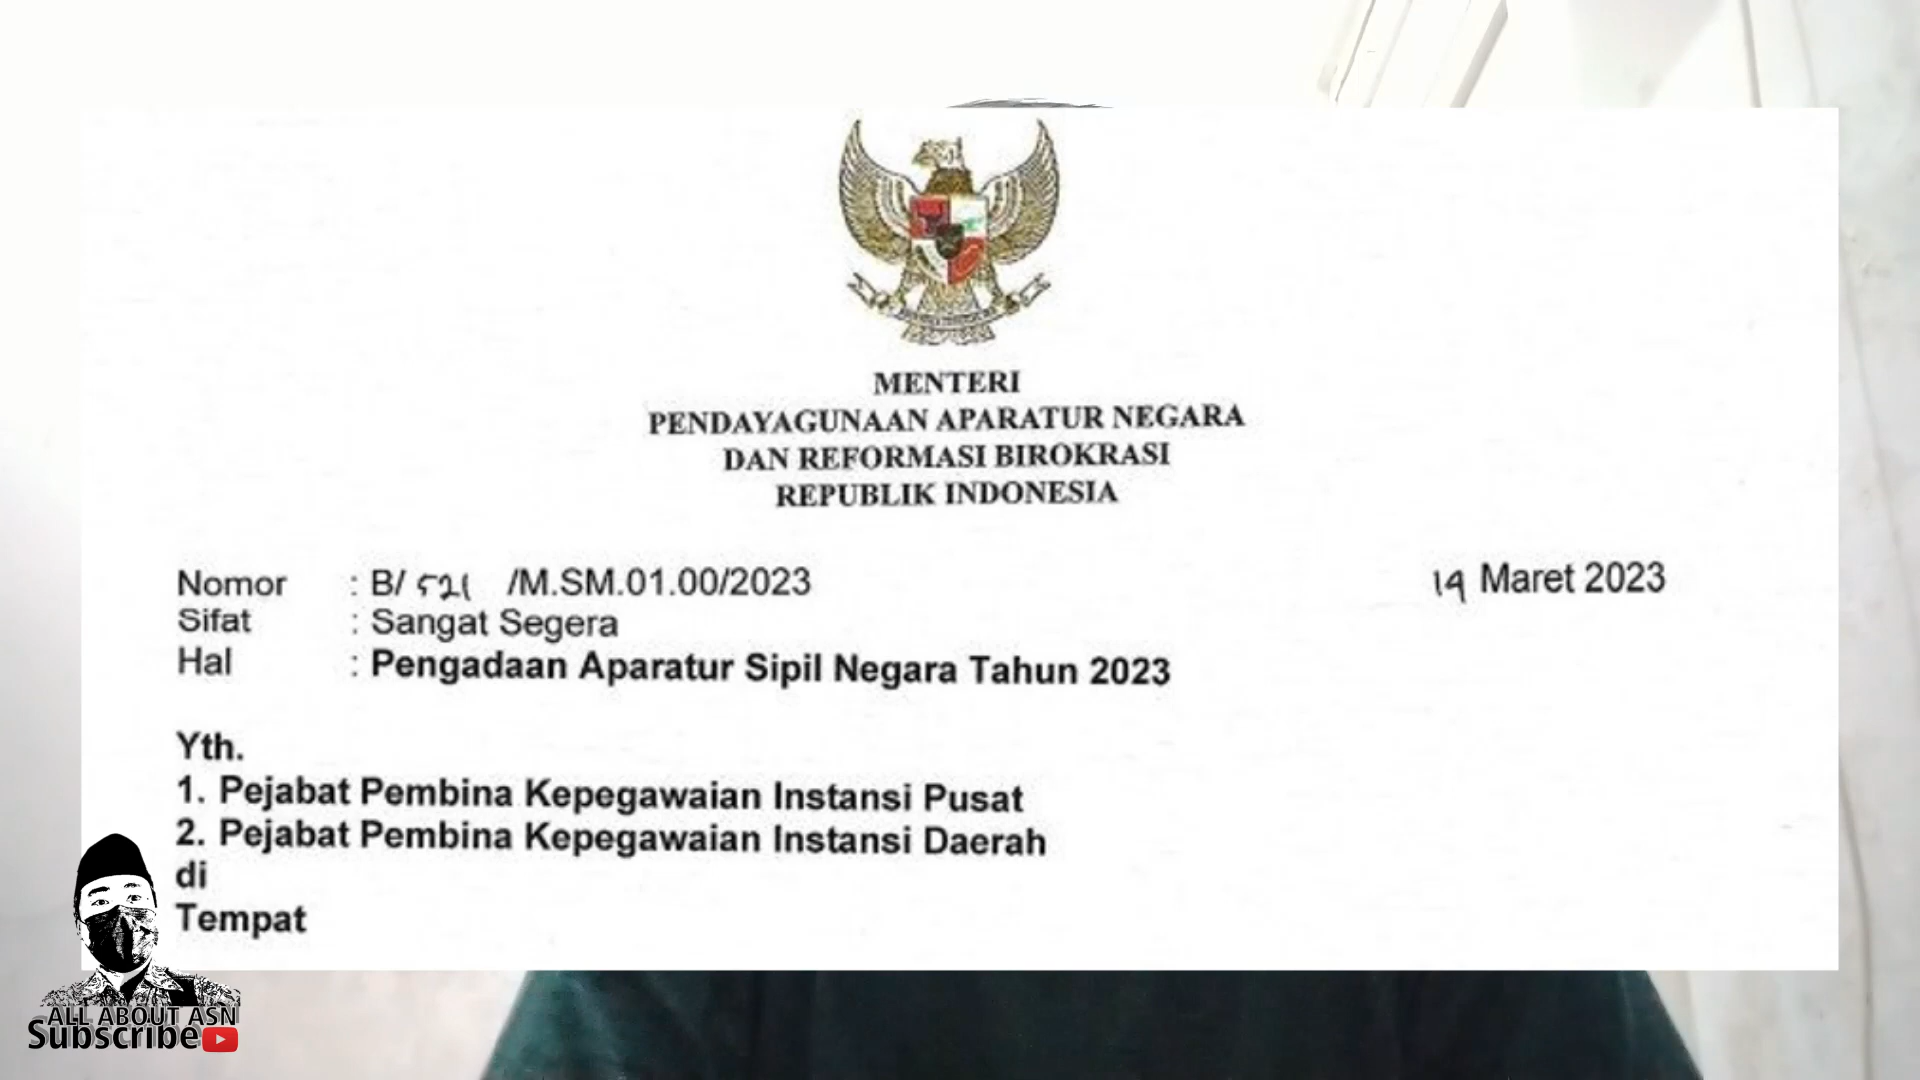 MENTERI
PENDAYAGUNAAN APARATUR NEGARA
DAN REFORMASI BIROKRASI
REPUBLIK INDONESIA
Nomor : B/ 521 /M.SM.01.00/2023 14 Maret 2023
Sifat : Sangat Segera
Hal : Pengadaan Aparatur Sipil Negara Tahun 2023
Yth.
1. Pejabat Pembina Kepegawaian Instansi Pusat
2. Pejabat Pembina Kepegawaian Instansi Daerah
di
Tempat
ALL ABOUT ASN
Subscribe